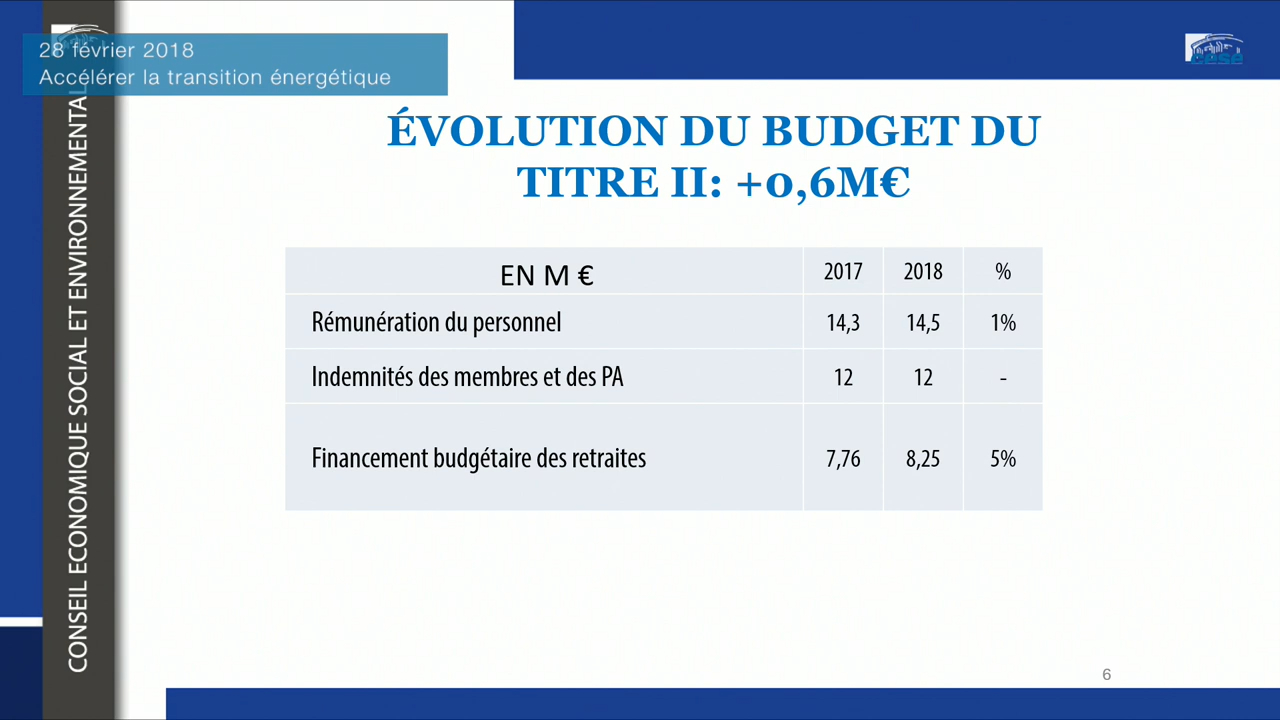 28 février 2018
Accélérer la transition énergétique
cese
CONSEIL ECONOMIQUE SOCIAL ET ENVIRONNEMENTAL
ÉVOLUTION DU BUDGET DU
TITRE II: +0,6M€
EN M € 2017 2018 %
Rémunération du personnel 14,3 14,5 1%
Indemnités des membres et des PA 12 12 -
Financement budgétaire des retraites 7,76 8,25 5%
6